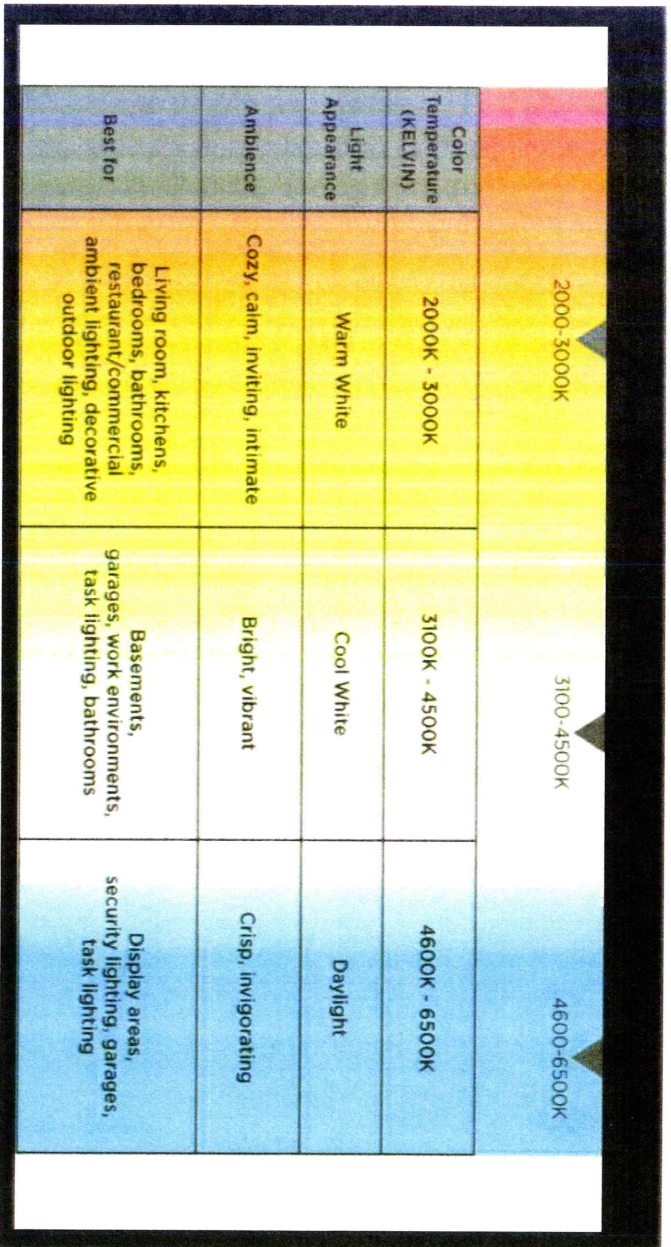 2000-3000K
3100-4500K
4600-6500K
Color
Temperature
(KELVIN)
2000K - 3000K
3100K - 4500K
4600K - 6500K
Light
Appearance
Warm White
Cool White
Daylight
Ambience
Cozy, calm, inviting, intimate
Bright, vibrant
Crisp, invigorating
Best for
Living room, kitchens,
bedrooms, bathrooms,
restaurant/commercial
ambient lighting, decorative
outdoor lighting
Basements,
garages, work environments,
task lighting, bathrooms
Display areas,
security lighting, garages,
task lighting